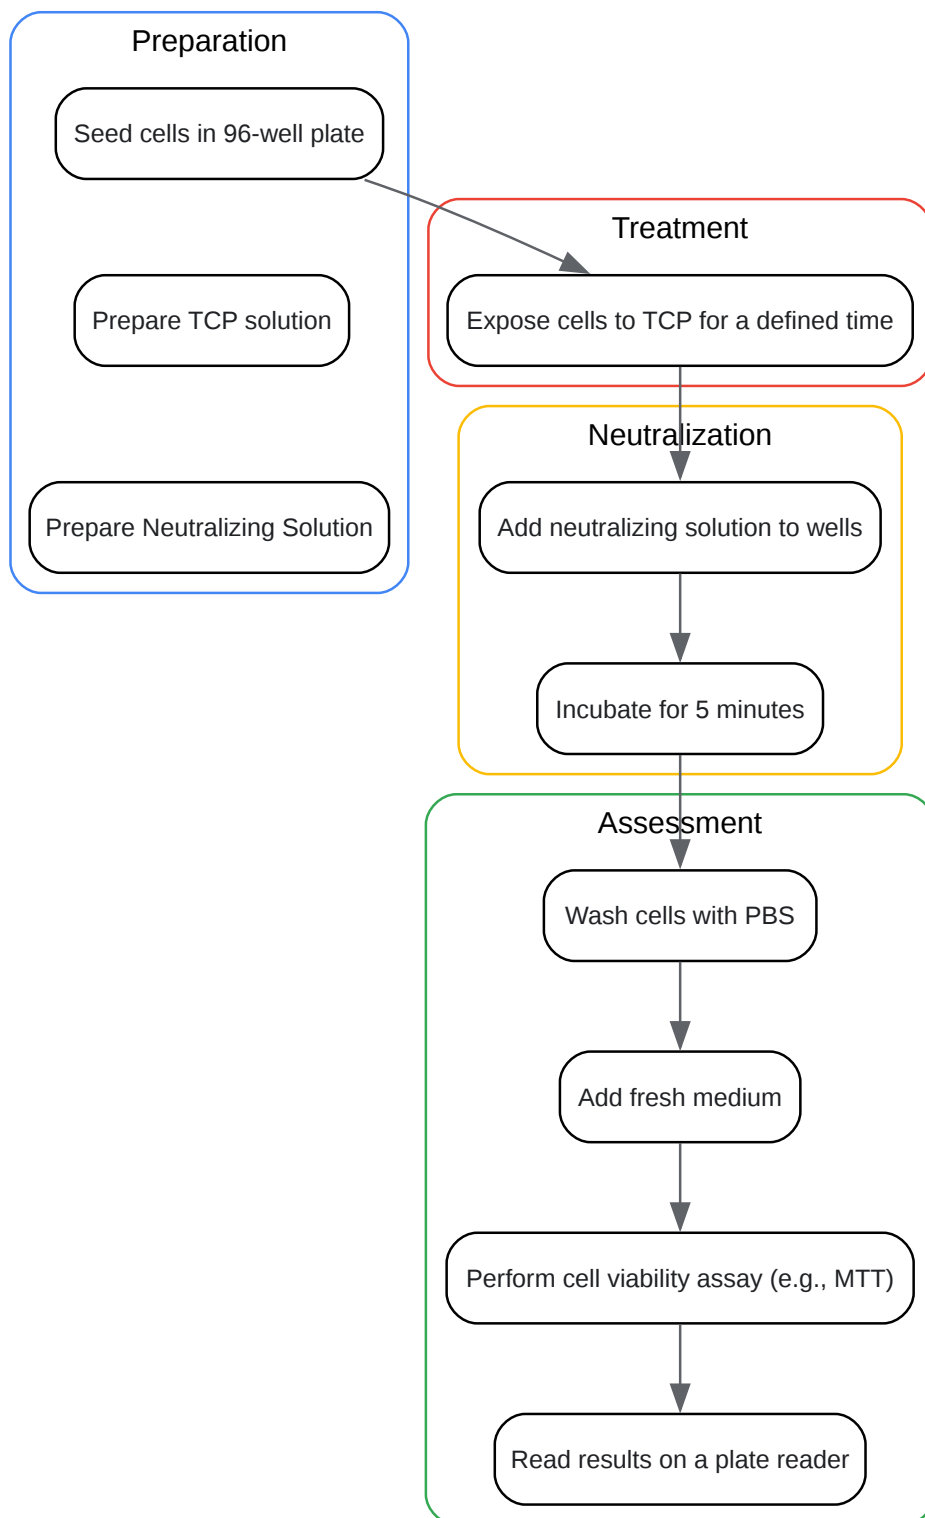 Preparation
Seed cells in 96-well plate
Prepare TCP solution
Prepare Neutralizing Solution
Treatment
Expose cells to TCP for a defined time
Neutralization
Add neutralizing solution to wells
Incubate for 5 minutes
Assessment
Wash cells with PBS
Add fresh medium
Perform cell viability assay (e.g., MTT)
Read results on a plate reader